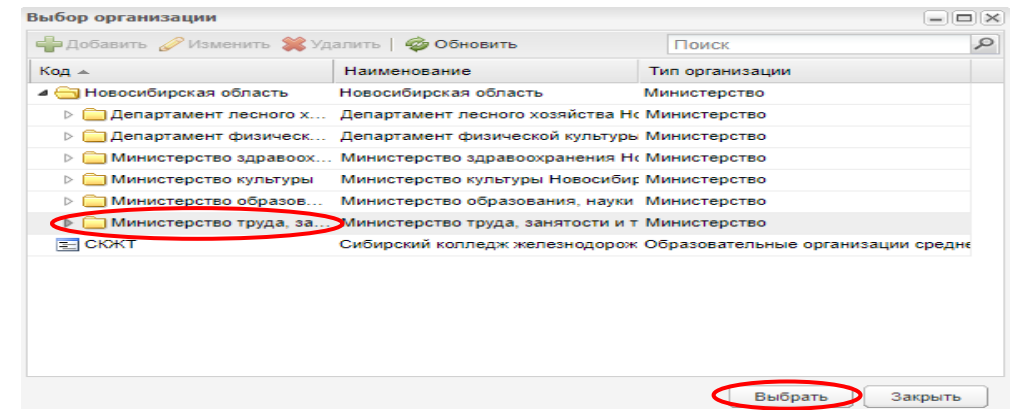 Выбор организации
Добавить Изменить Удалить | Обновить Поиск
Код Наименование Тип организации
Новосибирская область Новосибирская область Министерство
Департамент лесного х... Департамент лесного хозяйства Но Министерство
Департамент физическ... Департамент физической культуры Министерство
Министерство здравоох... Министерство здравоохранения Но Министерство
Министерство культуры Министерство культуры Новосибир Министерство
Министерство образов... Министерство образования, науки Министерство
Министерство труда, за... Министерство труда, занятости и т Министерство
СКЖТ Сибирский колледж железнодорож Образовательные организации средне
Выбрать Закрыть